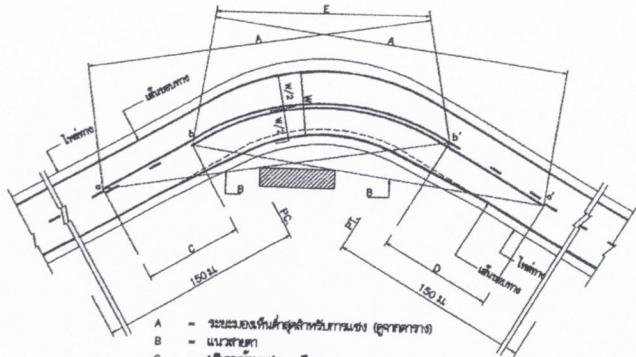 E
A
A
W/2
W
W/2
เส้นขอบทาง
ไหล่ทาง
b'
a'
B
B
P.C.
P.T.
C
D
เส้นขอบทาง
ไหล่ทาง
150 ม.
150 ม.
A = ระยะมองเห็นต่ำสุดสำหรับการแซง (ดูจากตาราง)
B = แนวสายตา